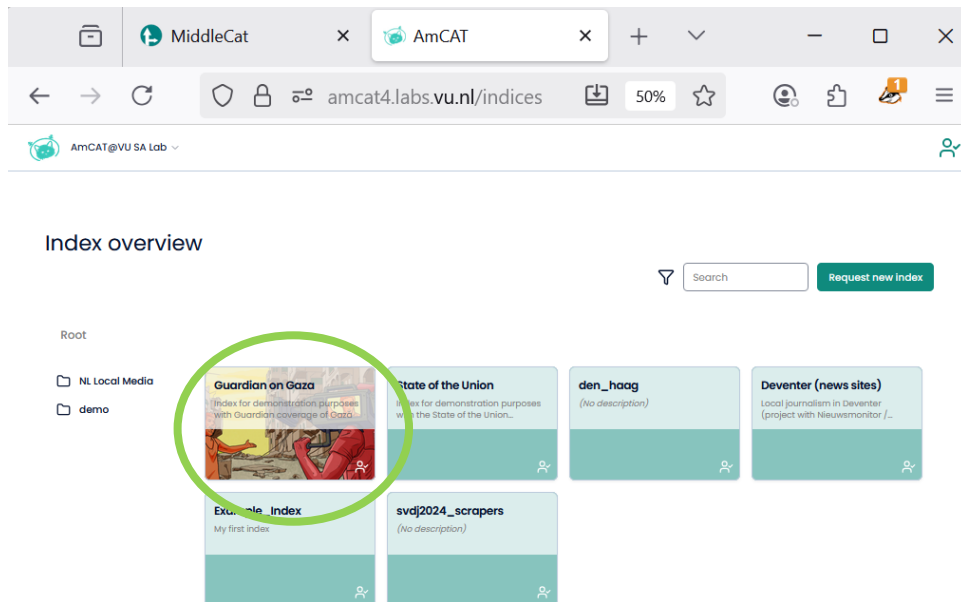 MiddleCat
AmCAT
amcat4.labs.vu.nl/indices
50%
1
AmCAT@VU SA Lab
Index overview
Search
Request new index
Root
NL Local Media
demo
Guardian on Gaza
Index for demonstration purposes
with Guardian coverage of Gaza
State of the Union
Index for demonstration purposes
with the State of the Union...
den_haag
(No description)
Deventer (news sites)
Local journalism in Deventer
(project with Nieuwsmonitor /...
Example_Index
My first index
svdj2024_scrapers
(No description)